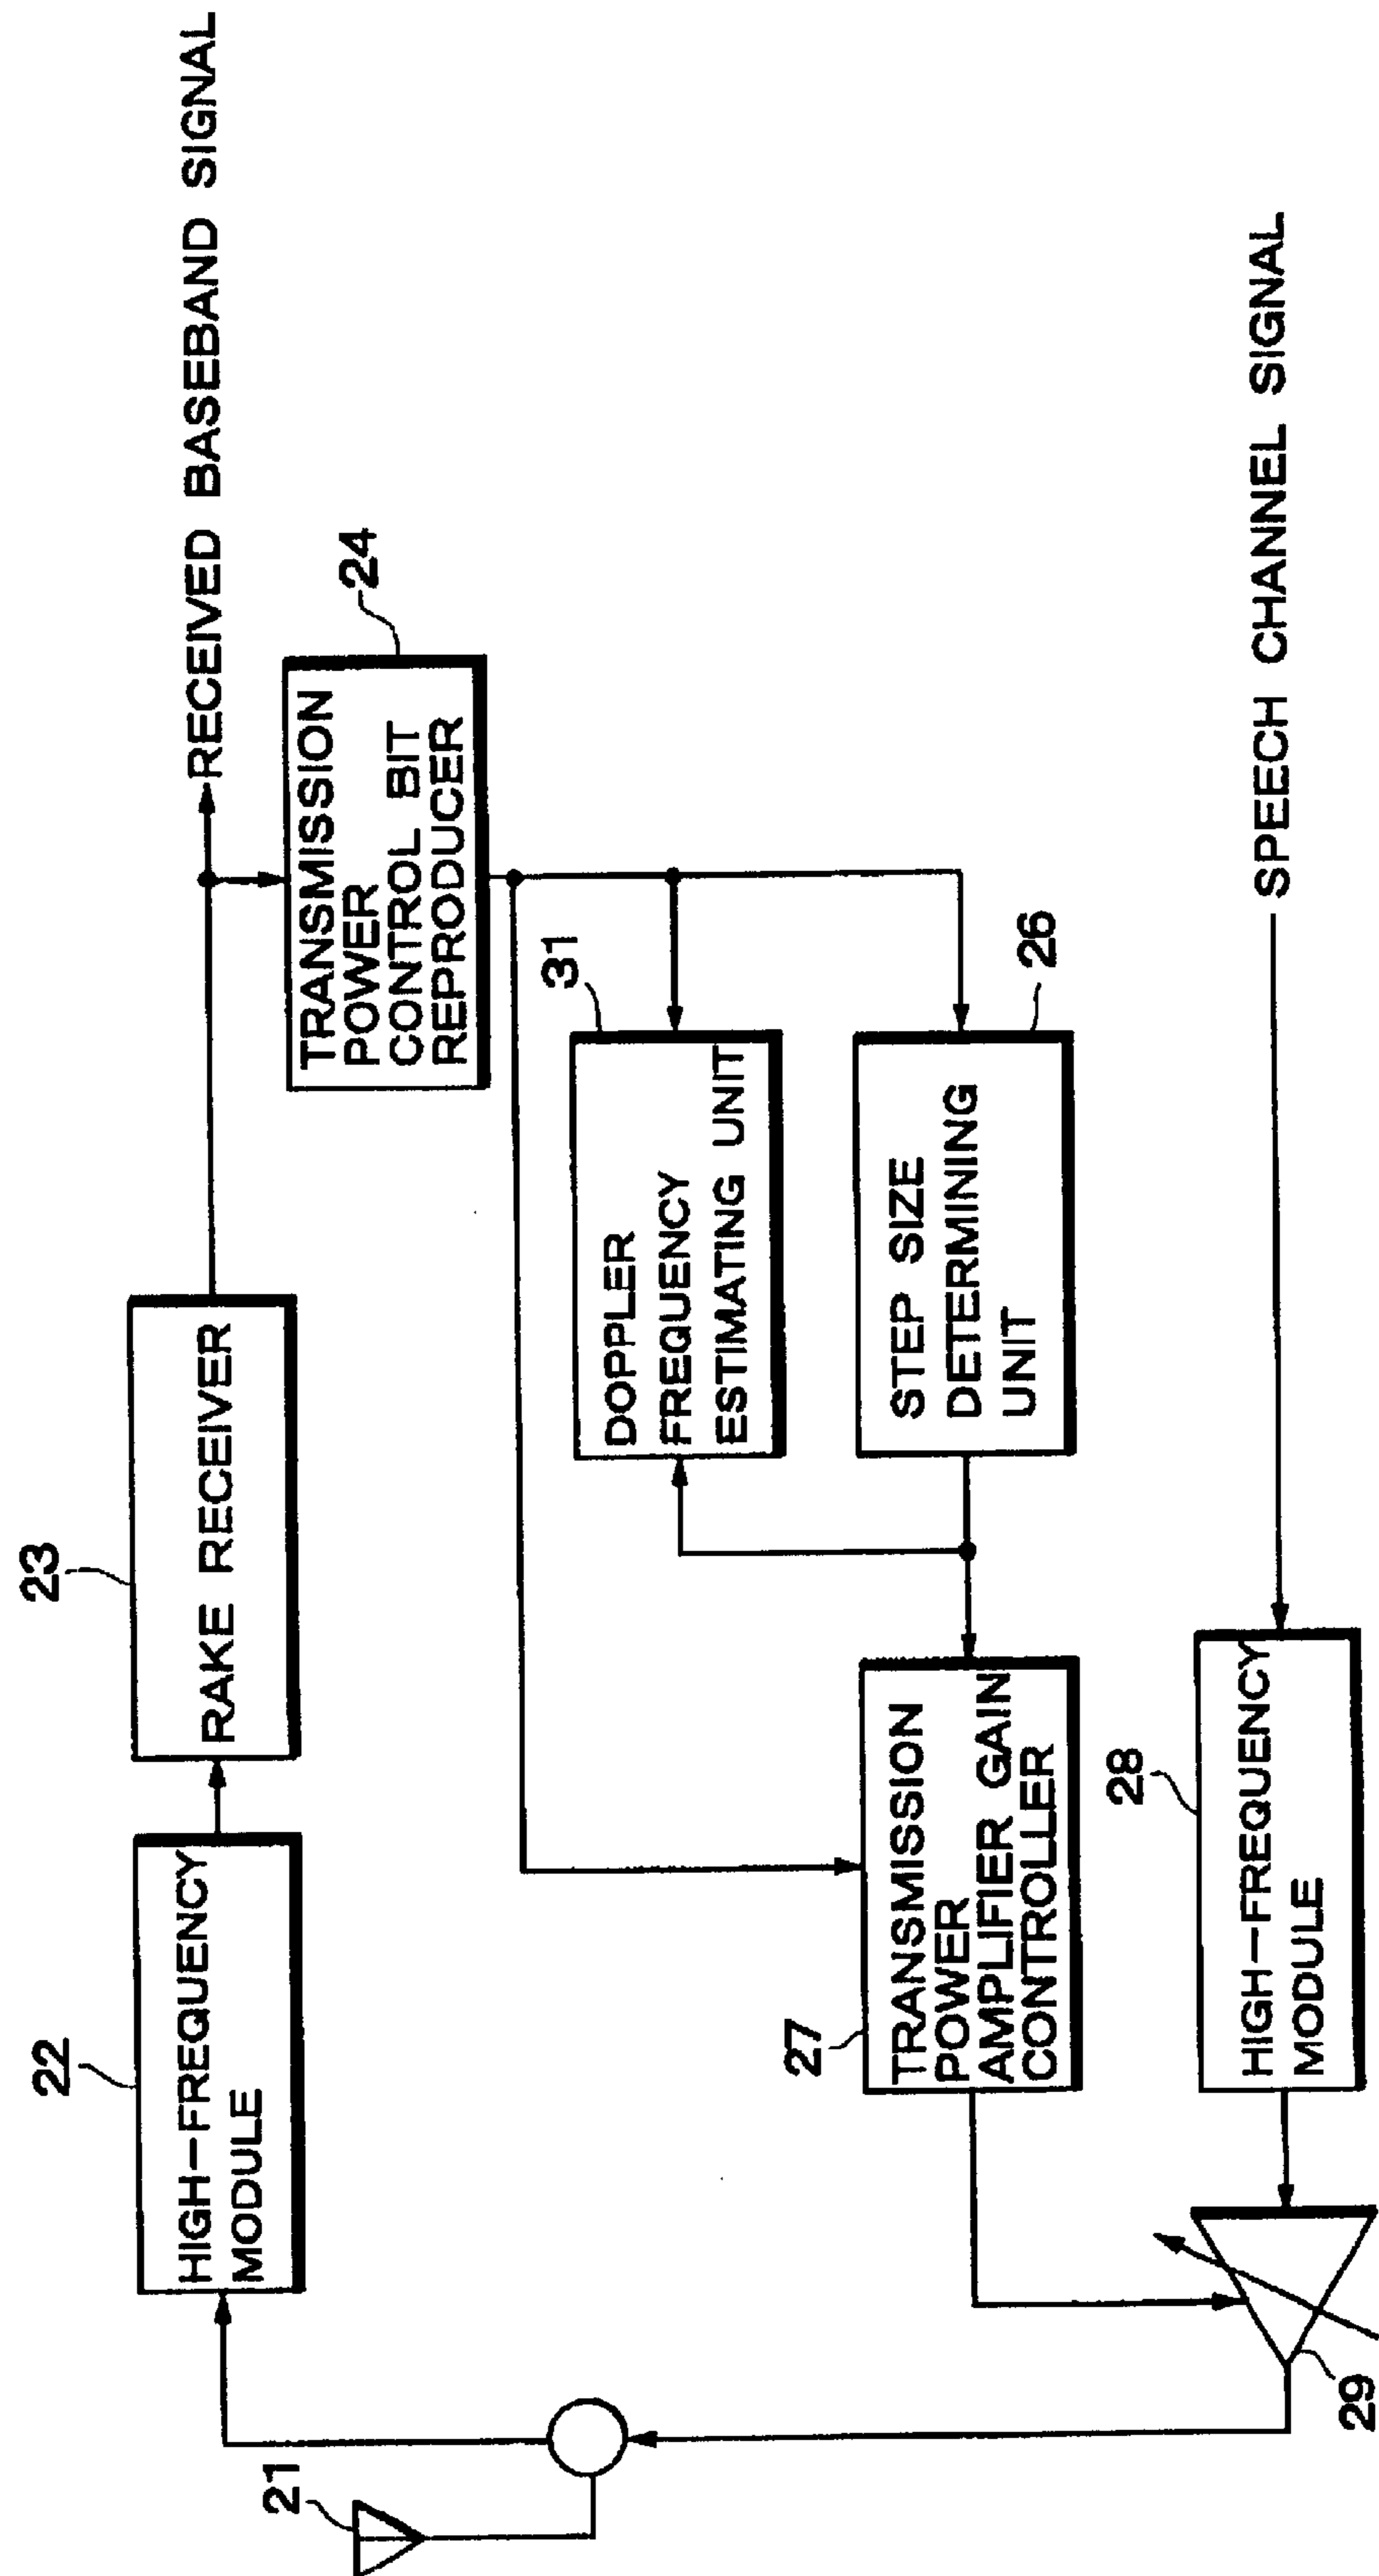 21
22
HIGH-FREQUENCY
MODULE
23
RAKE RECEIVER
RECEIVED BASEBAND SIGNAL
24
TRANSMISSION
POWER
CONTROL BIT
REPRODUCER
31
DOPPLER
FREQUENCY
ESTIMATING UNIT
26
STEP SIZE
DETERMINING
UNIT
27
TRANSMISSION
POWER
AMPLIFIER GAIN
CONTROLLER
28
HIGH-FREQUENCY
MODULE
SPEECH CHANNEL SIGNAL
29